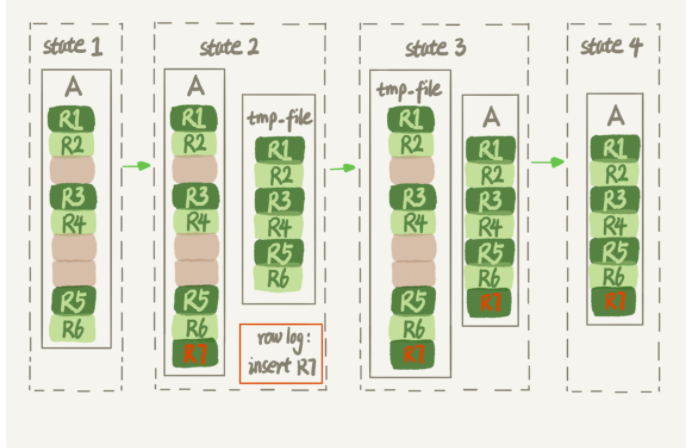 state 1
A
R1
R2
R3
R4
R5
R6
state 2
A
R1
R2
R3
R4
R5
R6
R7
tmp-file
R1
R2
R3
R4
R5
R6
row log:
insert R7
state 3
tmp-file
R1
R2
R3
R4
R5
R6
R7
A
R1
R2
R3
R4
R5
R6
R7
state 4
A
R1
R2
R3
R4
R5
R6
R7